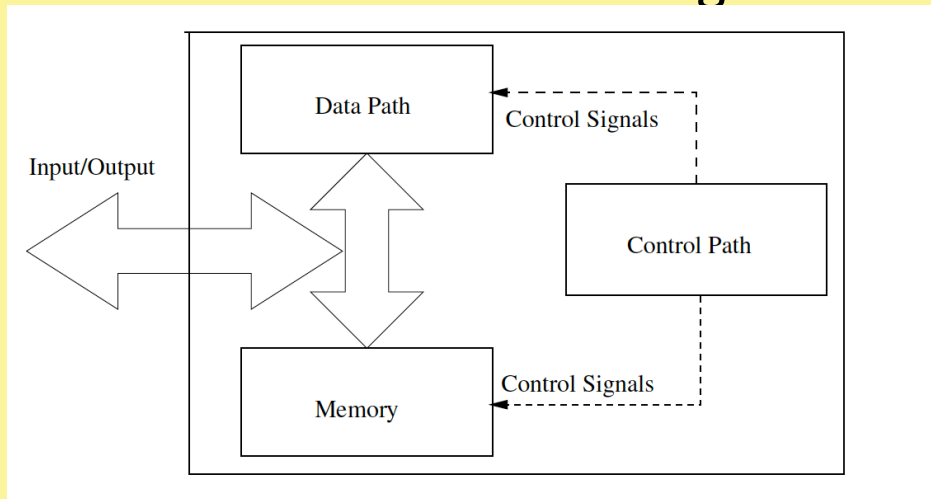 Data Path
Control Signals
Input/Output
Control Path
Control Signals
Memory